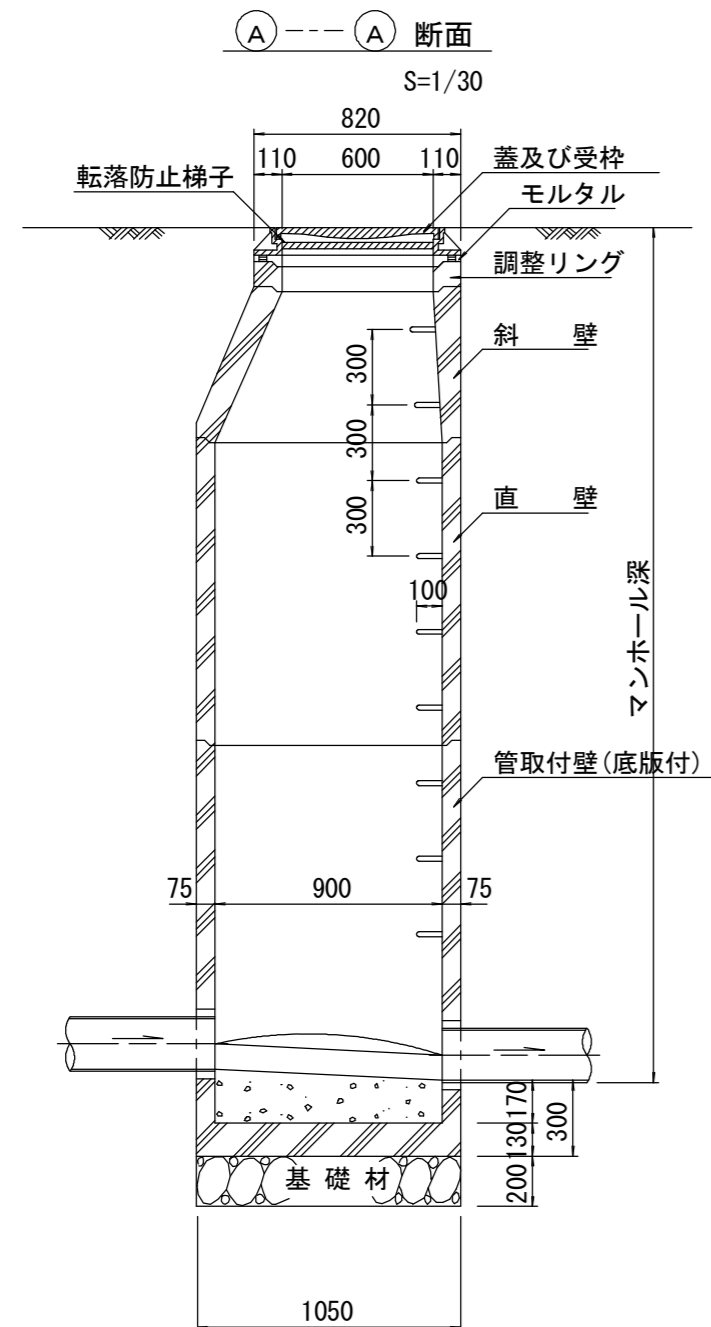 A A 断面
S=1/30
820
110 600 110
転落防止梯子
蓋及び受枠
モルタル
調整リング
斜 壁
300
300
300
直 壁
100
マンホール深
管取付壁(底版付)
75 900 75
170
130
300
200
基礎材
1050